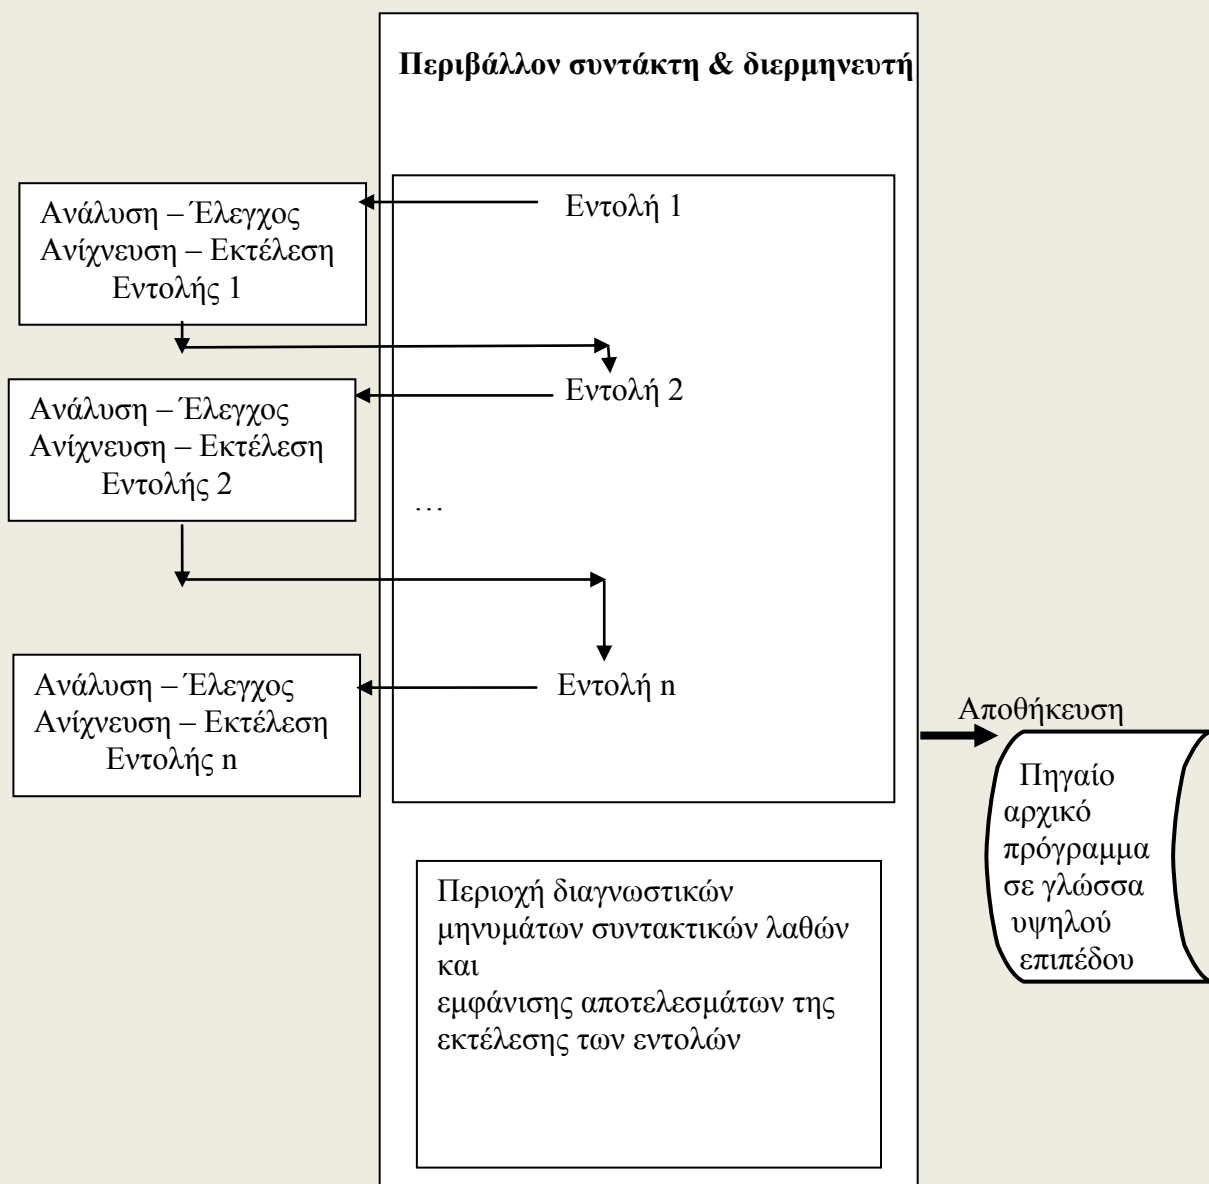 Περιβάλλον συντάκτη & διερμηνευτή
Ανάλυση – Έλεγχος
Ανίχνευση – Εκτέλεση
Εντολής 1
Εντολή 1
Εντολή 2
Ανάλυση – Έλεγχος
Ανίχνευση – Εκτέλεση
Εντολής 2
…
Εντολή n
Ανάλυση – Έλεγχος
Ανίχνευση – Εκτέλεση
Εντολής n
Αποθήκευση
Πηγαίο
αρχικό
πρόγραμμα
σε γλώσσα
υψηλού
επιπέδου
Περιοχή διαγνωστικών
μηνυμάτων συντακτικών λαθών
και
εμφάνισης αποτελεσμάτων της
εκτέλεσης των εντολών